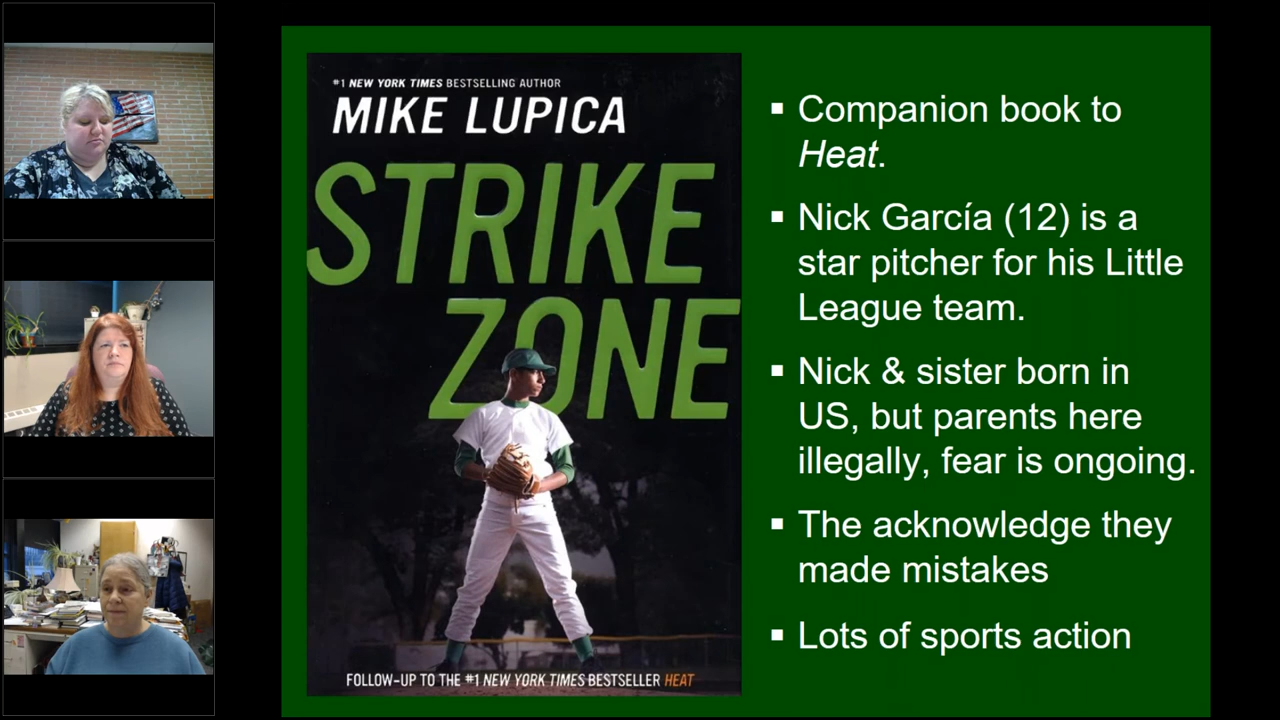 #1 NEW YORK TIMES BESTSELLING AUTHOR
MIKE LUPICA
STRIKE
ZONE
FOLLOW-UP TO THE #1 NEW YORK TIMES BESTSELLER HEAT
▪ Companion book to
Heat.
▪ Nick García (12) is a
star pitcher for his Little
League team.
▪ Nick & sister born in
US, but parents here
illegally, fear is ongoing.
▪ The acknowledge they
made mistakes
▪ Lots of sports action